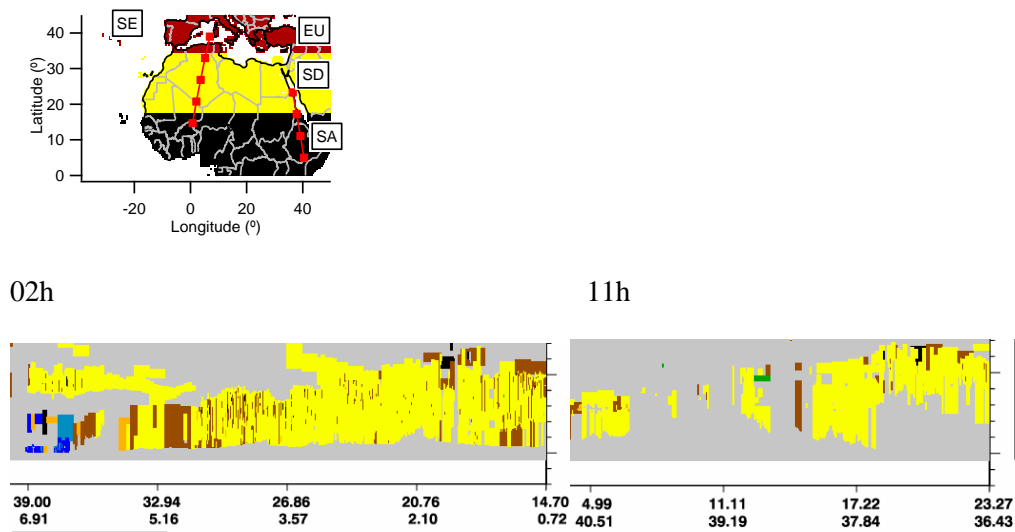 SE
EU
SD
SA
40
30
20
10
0
Latitude (º)
-20 0 20 40
Longitude (º)
02h 11h
39.00 32.94 26.86 20.76 14.70 4.99 11.11 17.22 23.27
6.91 5.16 3.57 2.10 0.72 40.51 39.19 37.84 36.43